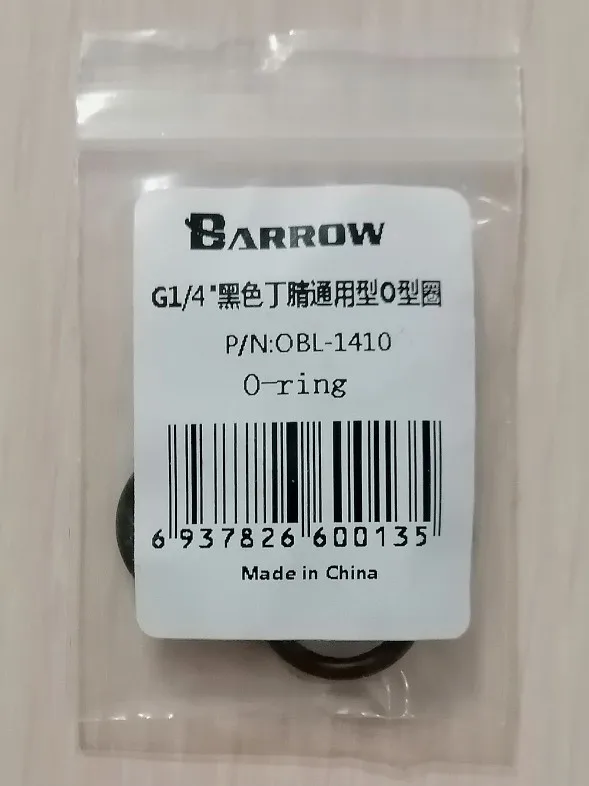 BARROW
G1/4"黑色丁腈通用型O型圈
P/N:OBL-1410
O-ring
6 937826 600135
Made in China